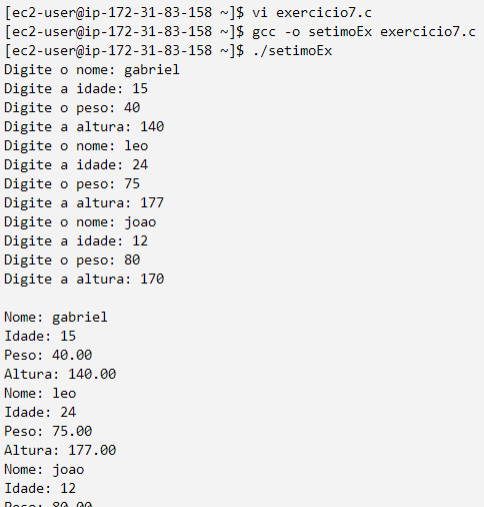 [ec2-user@ip-172-31-83-158 ~]$ vi exercicio7.c
[ec2-user@ip-172-31-83-158 ~]$ gcc -o setimoEx exercicio7.c
[ec2-user@ip-172-31-83-158 ~]$ ./setimoEx
Digite o nome: gabriel
Digite a idade: 15
Digite o peso: 40
Digite a altura: 140
Digite o nome: leo
Digite a idade: 24
Digite o peso: 75
Digite a altura: 177
Digite o nome: joao
Digite a idade: 12
Digite o peso: 80
Digite a altura: 170
Nome: gabriel
Idade: 15
Peso: 40.00
Altura: 140.00
Nome: leo
Idade: 24
Peso: 75.00
Altura: 177.00
Nome: joao
Idade: 12
Peso: 80.00